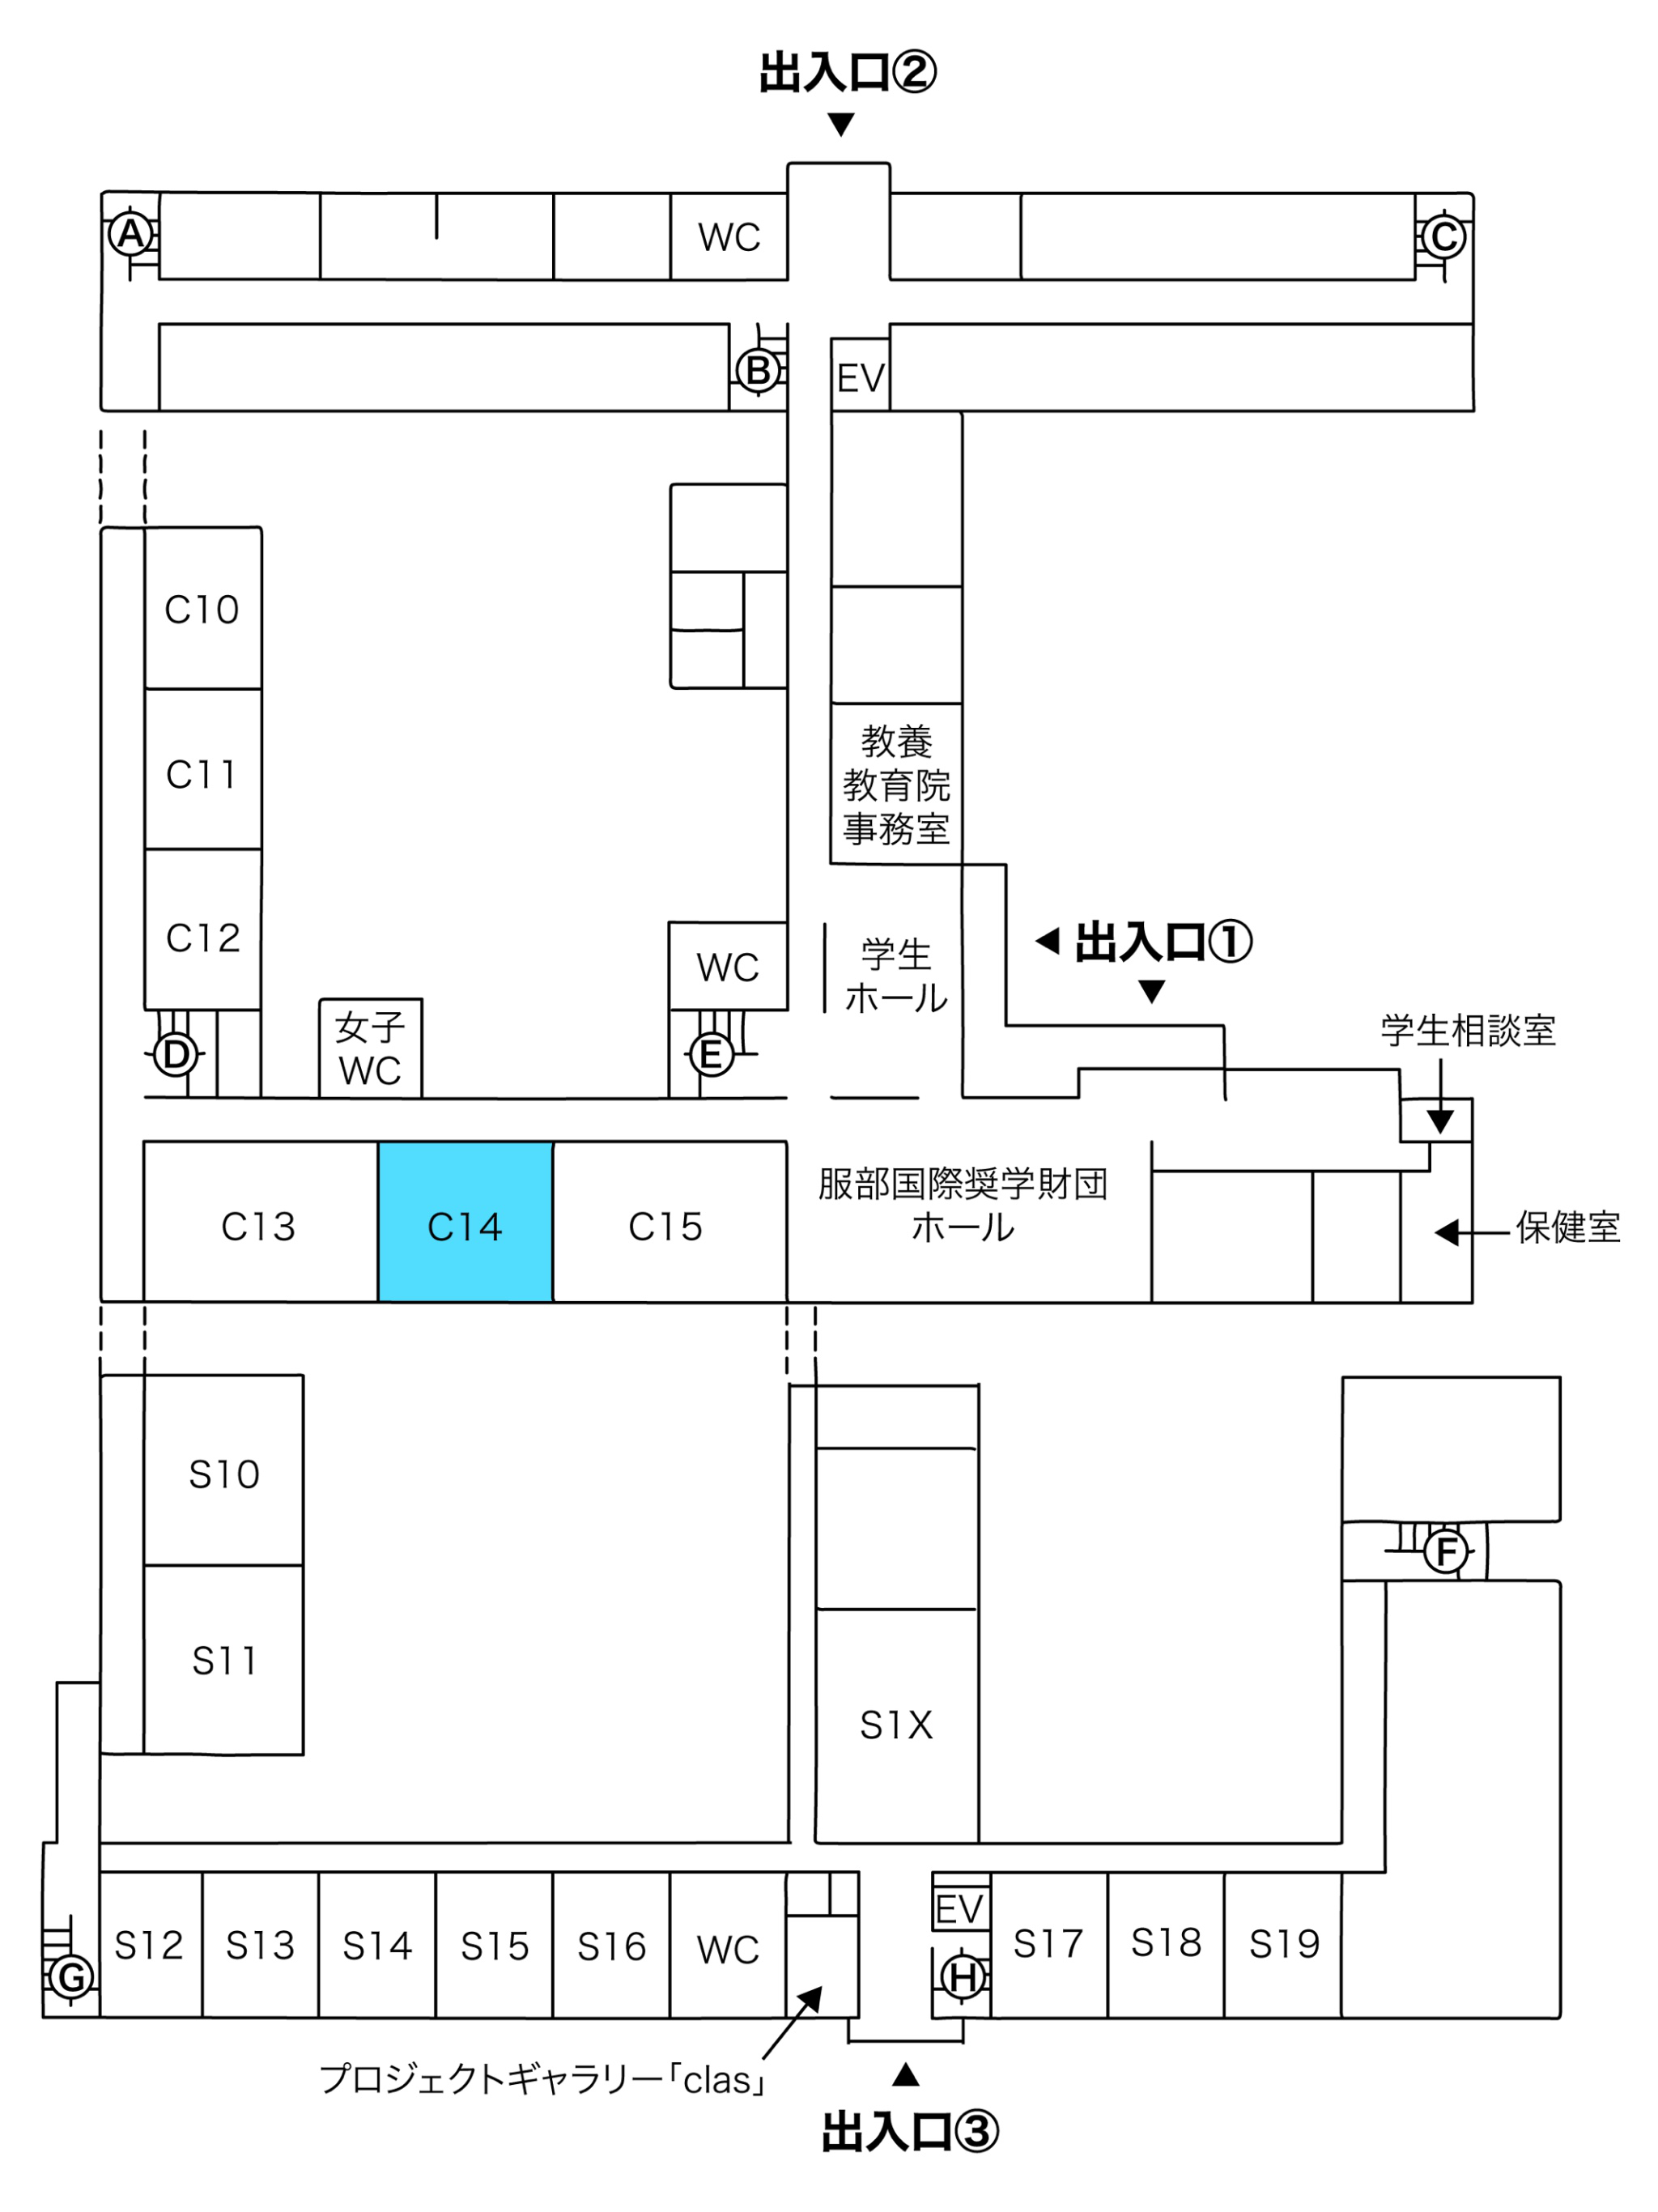 出入口②
A
WC
C
B
EV
C10
C11
C12
教養
教育院
事務室
WC
学生
ホール
出入口①
学生相談室
D
女子
WC
E
C13
C14
C15
服部国際奨学財団
ホール
保健室
S10
F
S11
S1X
G
S12
S13
S14
S15
S16
WC
EV
H
S17
S18
S19
プロジェクトギャラリー「clas」
出入口③